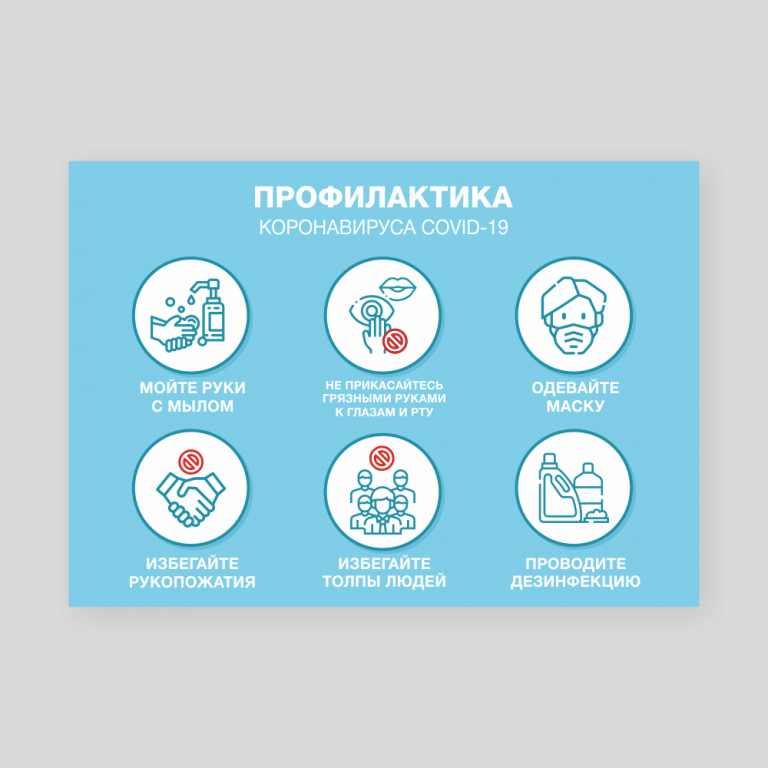 ПРОФИЛАКТИКА
КОРОНАВИРУСА COVID-19
МОЙТЕ РУКИ
С МЫЛОМ
НЕ ПРИКАСАЙТЕСЬ
ГРЯЗНЫМИ РУКАМИ
К ГЛАЗАМ И РТУ
ОДЕВАЙТЕ
МАСКУ
ИЗБЕГАЙТЕ
РУКОПОЖАТИЯ
ИЗБЕГАЙТЕ
ТОЛПЫ ЛЮДЕЙ
ПРОВОДИТЕ
ДЕЗИНФЕКЦИЮ